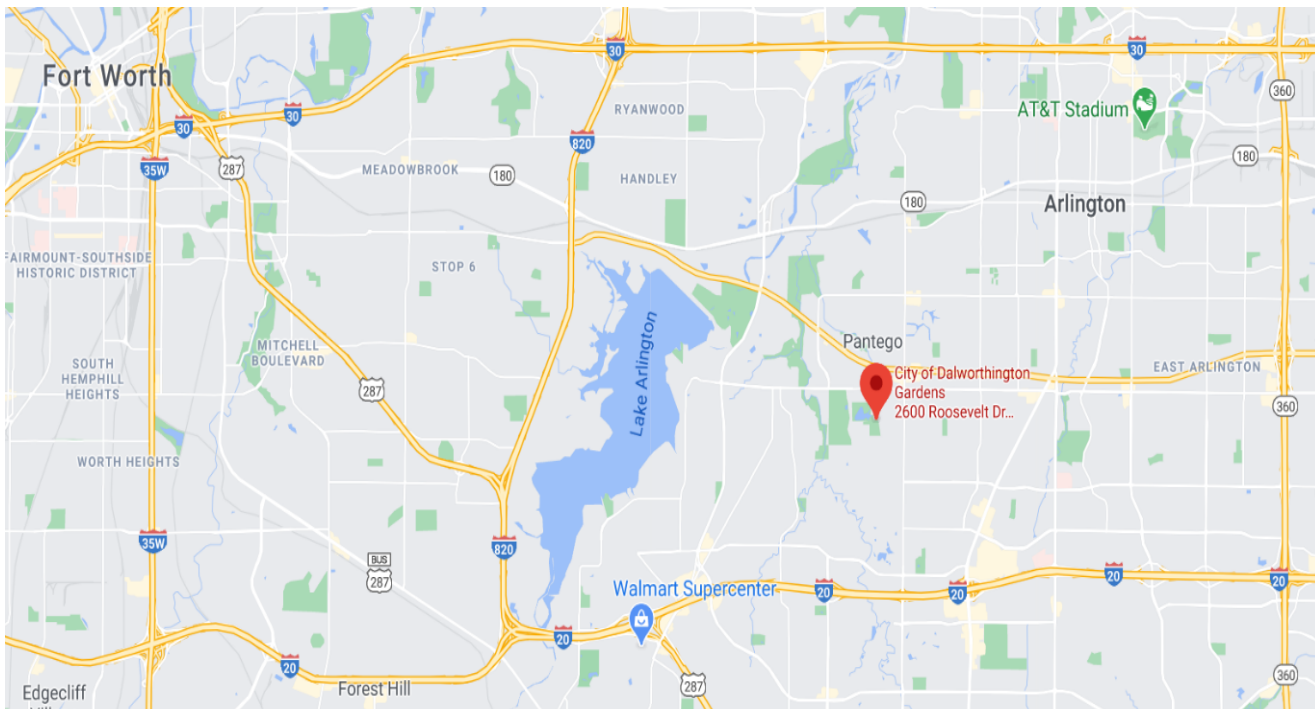 30
30
Fort Worth
AT&T Stadium
360
RYANWOOD
30
30
820
287
35W
MEADOWBROOK
180
HANDLEY
180
180
Arlington
FAIRMOUNT-SOUTHSIDE
HISTORIC DISTRICT
STOP 6
Lake Arlington
Pantego
MITCHELL
BOULEVARD
SOUTH
HEMPHILL
HEIGHTS
287
City of Dalworthington
Gardens
2600 Roosevelt Dr...
EAST ARLINGTON
360
WORTH HEIGHTS
35W
820
BUS
287
Walmart Supercenter
20
20
20
20
20
20
Forest Hill
287
360
Edgecliff